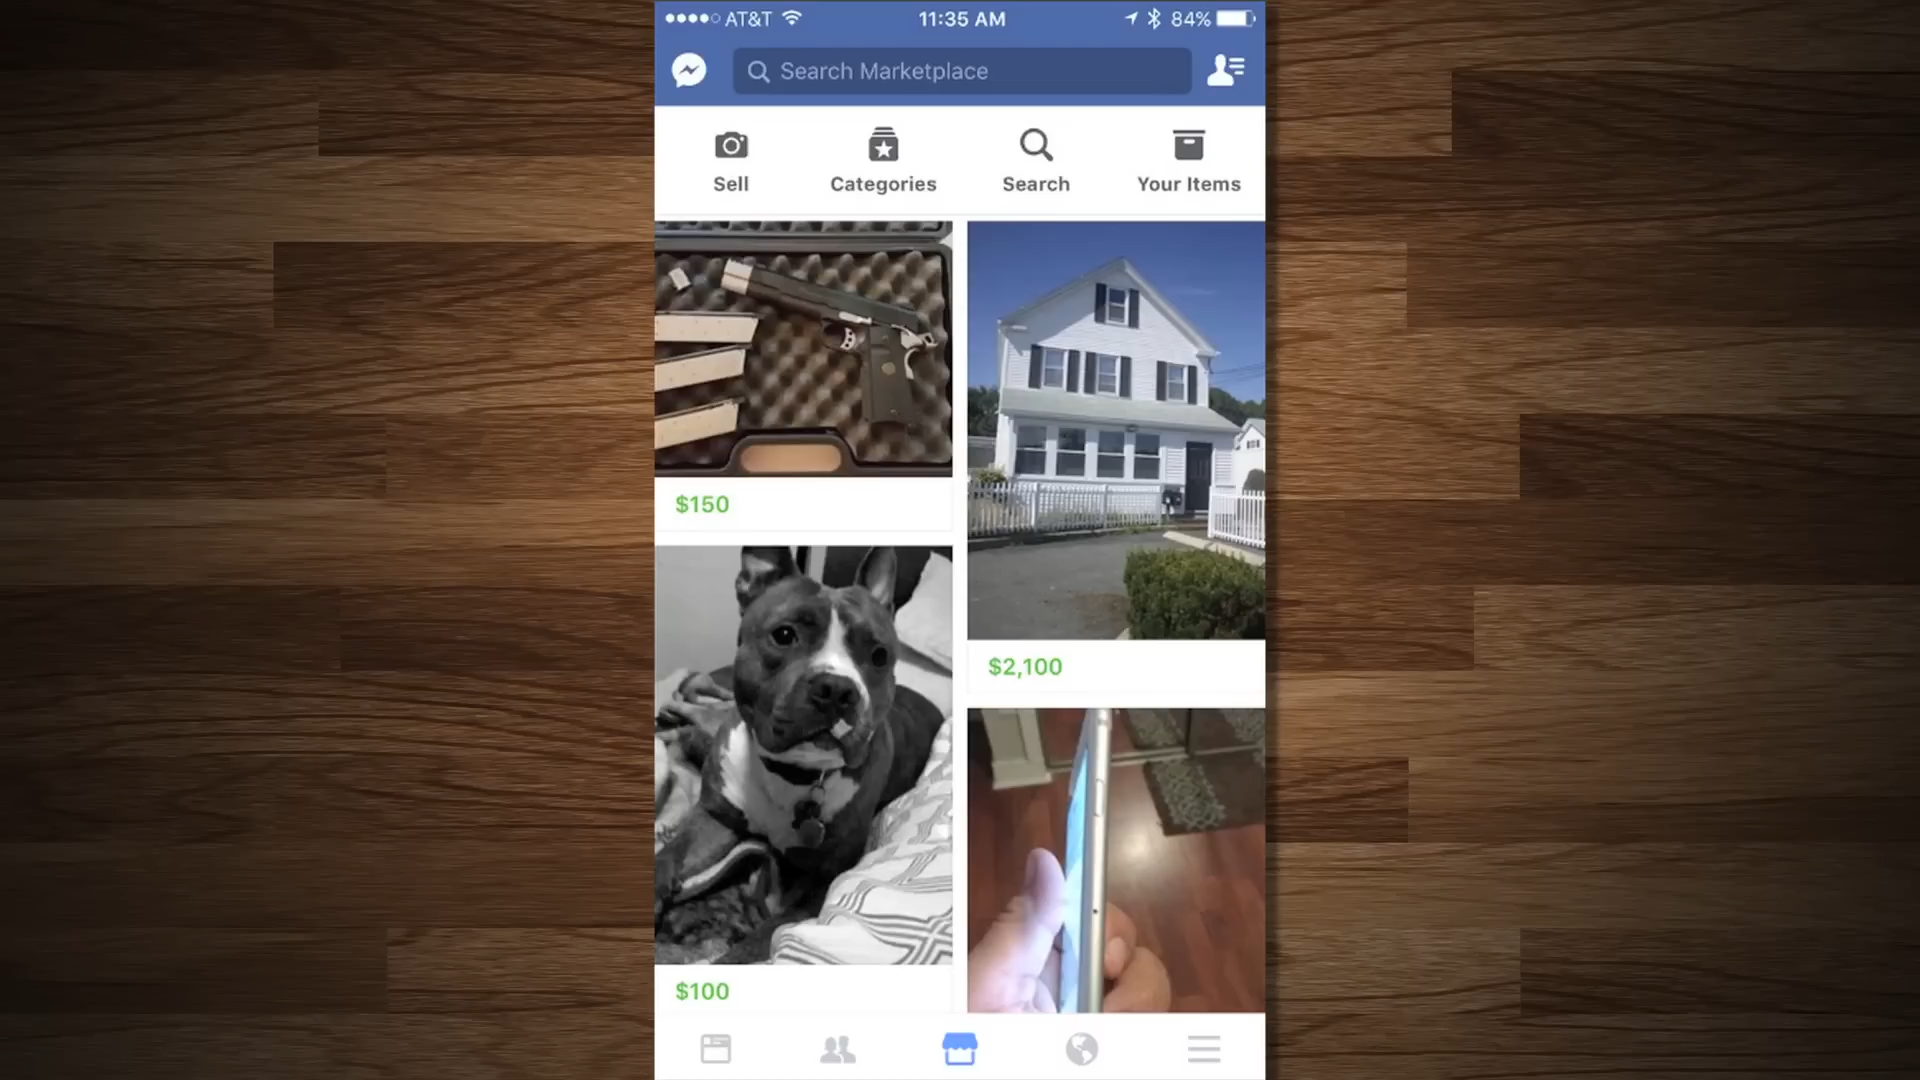 AT&T 11:35 AM 84%
Search Marketplace
Sell Categories Search Your Items
$150
$2,100
$100